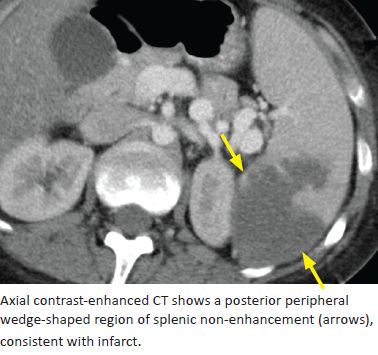 Axial contrast-enhanced CT shows a posterior peripheral
wedge-shaped region of splenic non-enhancement (arrows),
consistent with infarct.